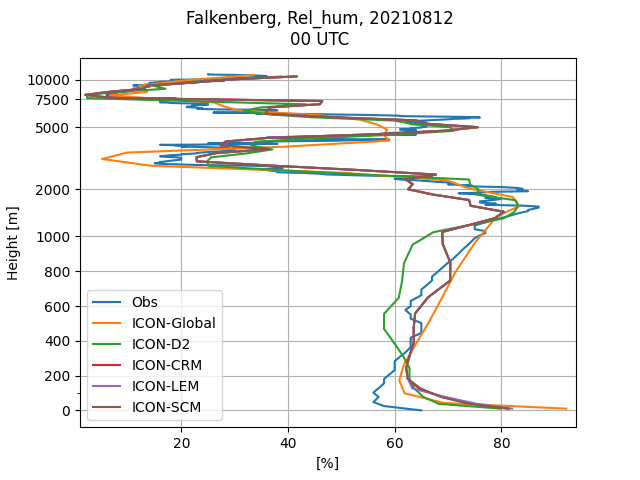 Falkenberg, Rel_hum, 20210812
00 UTC
10000
7500
5000
2000
1000
800
600
400
200
0
Height [m]
Obs
ICON-Global
ICON-D2
ICON-CRM
ICON-LEM
ICON-SCM
20 40 60 80
[%]